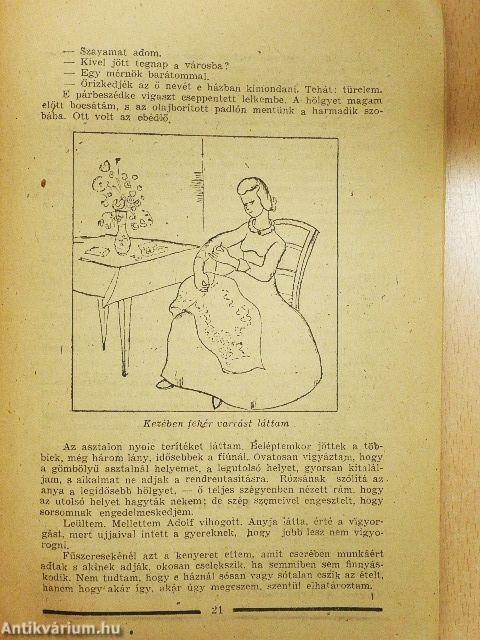 — Szavamat adom.
— Kivel jött tegnap a városba?
— Egy mérnök barátommal.
— Őrizkedjék az ő nevét e házban kimondani. Tehát: türelem.
E párbeszédke vigaszt cseppentett lelkembe. A hölgyet magam
előtt bocsátám, s az olajborított padlón mentünk a harmadik szo-
bába. Ott volt az ebédlő.
Kezében fehér varrást láttam
Az asztalon nyolc terítéket láttam. Beléptemkor jöttek a töb-
biek, még három lány, idősebbek a fiúnál. Óvatosan vigyáztam, hogy
a gömbölyű asztalnál helyemet, a legutolsó helyet, gyorsan kitalál-
jam, s alkalmat ne adjak a rendreutasításra. Rózsának szólítá az
anya a legidősebb hölgyet, — ő teljes szégyenben nézett rám, hogy
az utolsó helyet hagyták nekem; de szép szemeivel engesztelt, hogy
sorsomnak engedelmeskedjem.
Leültem. Mellettem Adolf vihogott. Anyja látta, érté a vigyor-
gást, mert ujjaival intett a gyereknek, hogy jobb lesz nem vigyo-
rogni.
Fűszeresekénél azt a kenyeret ettem, amit cserében munkáért
adtak s akinek adják, okosan cselekszik, ha semmiben sem finnyás-
kodik. Nem tudtam, hogy e háznál sósan vagy sótalan eszik az ételt,
hanem hogy akár így, akár úgy megeszem, szentül elhatároztam.
21
Antikvárium.hu